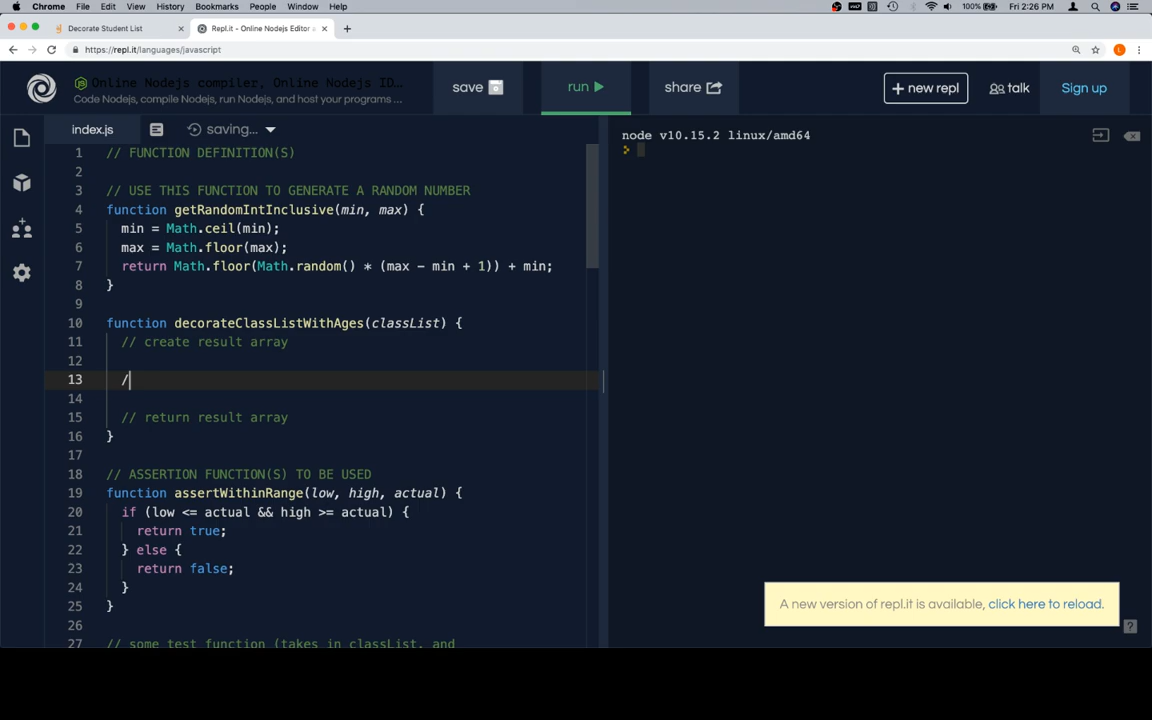 Chrome File Edit View History Bookmarks People Window Help
100% Fri 2:26 PM
Decorate Student List
Repl.it - Online Nodejs Editor
https://repl.it/languages/javascript
Online Nodejs compiler, Online Nodejs ID...
Code Nodejs, compile Nodejs, run Nodejs, and host your programs ...
save
run
share
+ new repl
talk
Sign up
index.js
saving...
node v10.15.2 linux/amd64
1 // FUNCTION DEFINITION(S)
2
3 // USE THIS FUNCTION TO GENERATE A RANDOM NUMBER
4 function getRandomIntInclusive(min, max) {
5 min = Math.ceil(min);
6 max = Math.floor(max);
7 return Math.floor(Math.random() * (max - min + 1)) + min;
8 }
9
10 function decorateClassListWithAges(classList) {
11 // create result array
12
13 /
14
15 // return result array
16 }
17
18 // ASSERTION FUNCTION(S) TO BE USED
19 function assertWithinRange(low, high, actual) {
20 if (low <= actual && high >= actual) {
21 return true;
22 } else {
23 return false;
24 }
25 }
26
27 // some test function (takes in classList, and
A new version of repl.it is available, click here to reload.
?